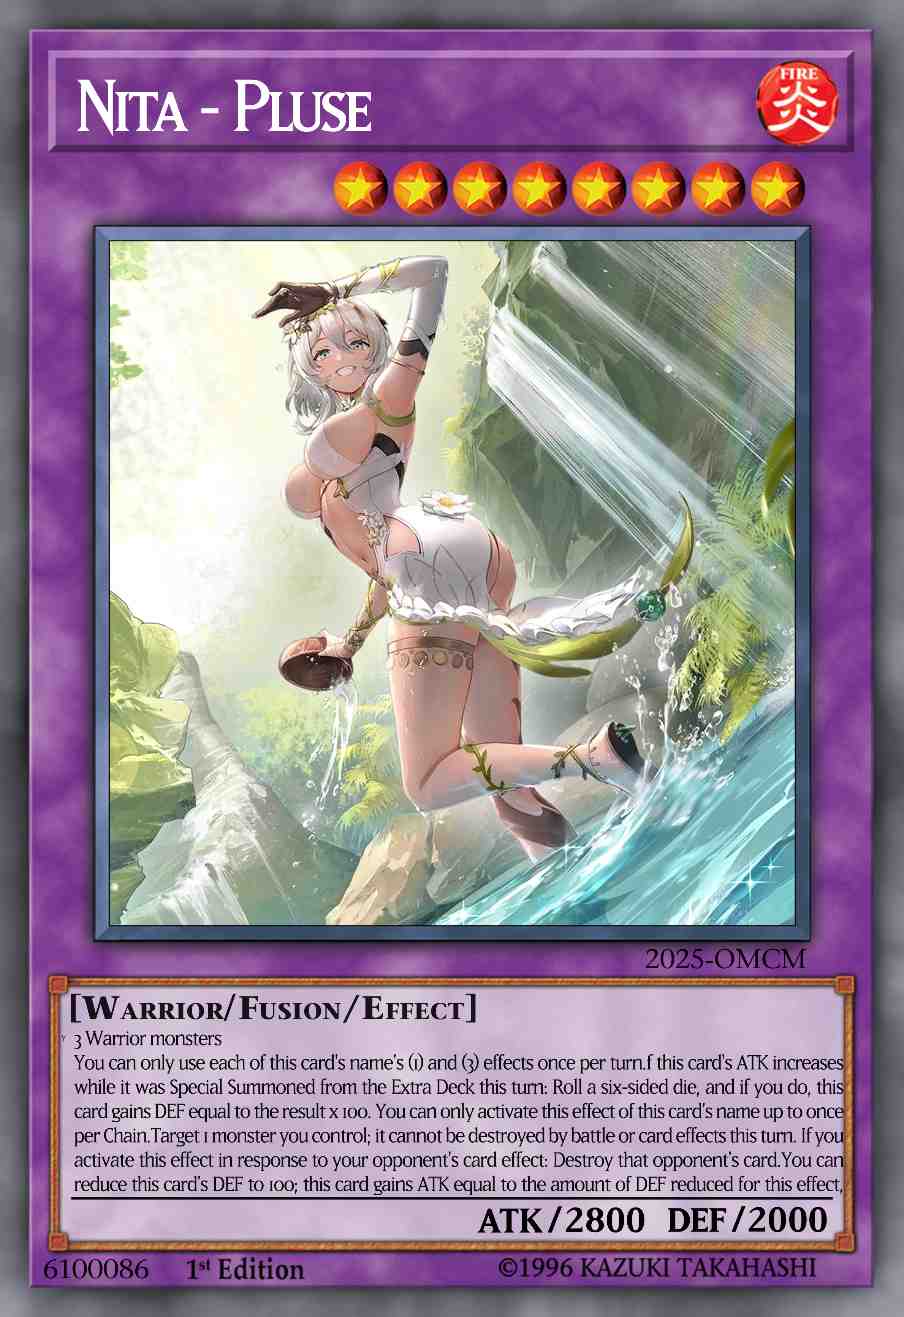 Nita - Pluse
FIRE
炎
2025-OMCM
[Warrior/Fusion/Effect]
3 Warrior monsters
You can only use each of this card's name's (1) and (3) effects once per turn.f this card's ATK increases
while it was Special Summoned from the Extra Deck this turn: Roll a six-sided die, and if you do, this
card gains DEF equal to the result x 100. You can only activate this effect of this card's name up to once
per Chain.Target 1 monster you control; it cannot be destroyed by battle or card effects this turn. If you
activate this effect in response to your opponent's card effect: Destroy that opponent's card.You can
reduce this card's DEF to 100; this card gains ATK equal to the amount of DEF reduced for this effect,
ATK/2800 DEF/2000
6100086 1st Edition ©1996 KAZUKI TAKAHASHI